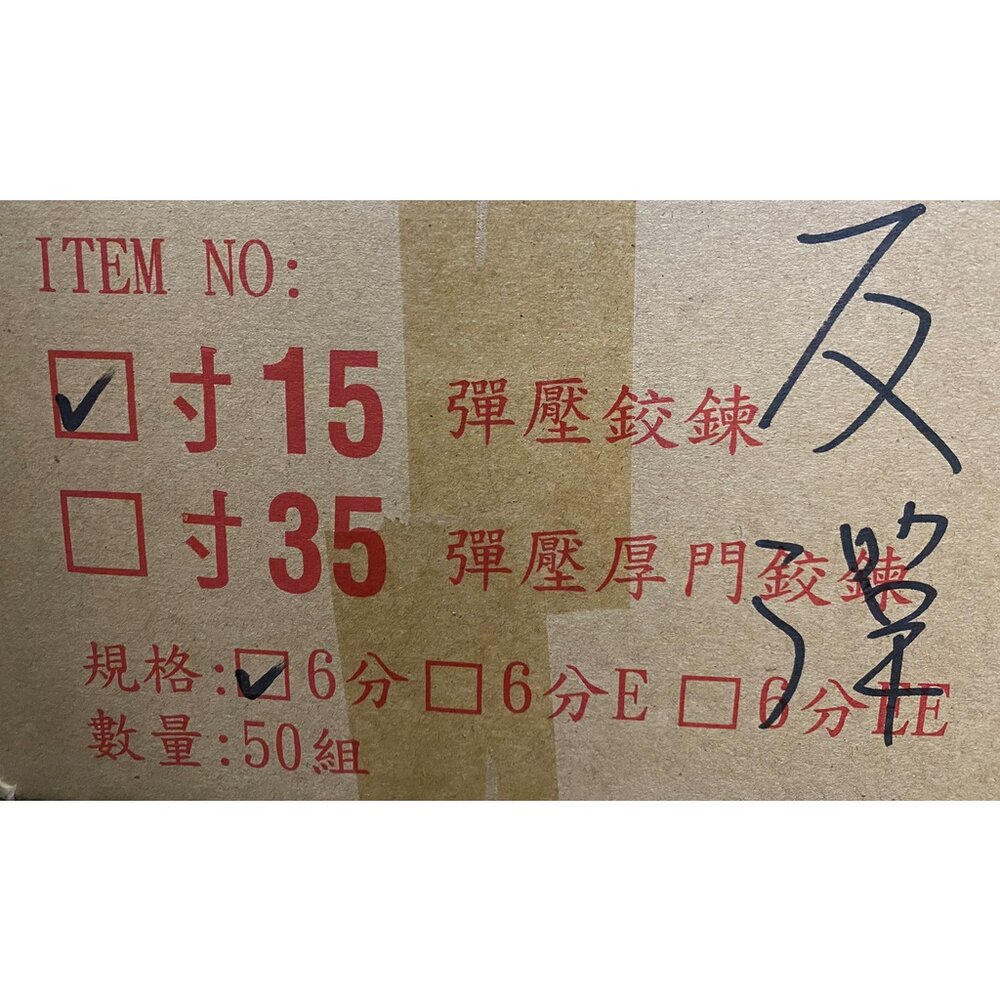 ITEM NO:
☑寸15 彈壓鉸鍊
☐寸35 彈壓厚門鉸鍊
規格:☑6分☐6分E ☐6分EE
數量:50組
反彈